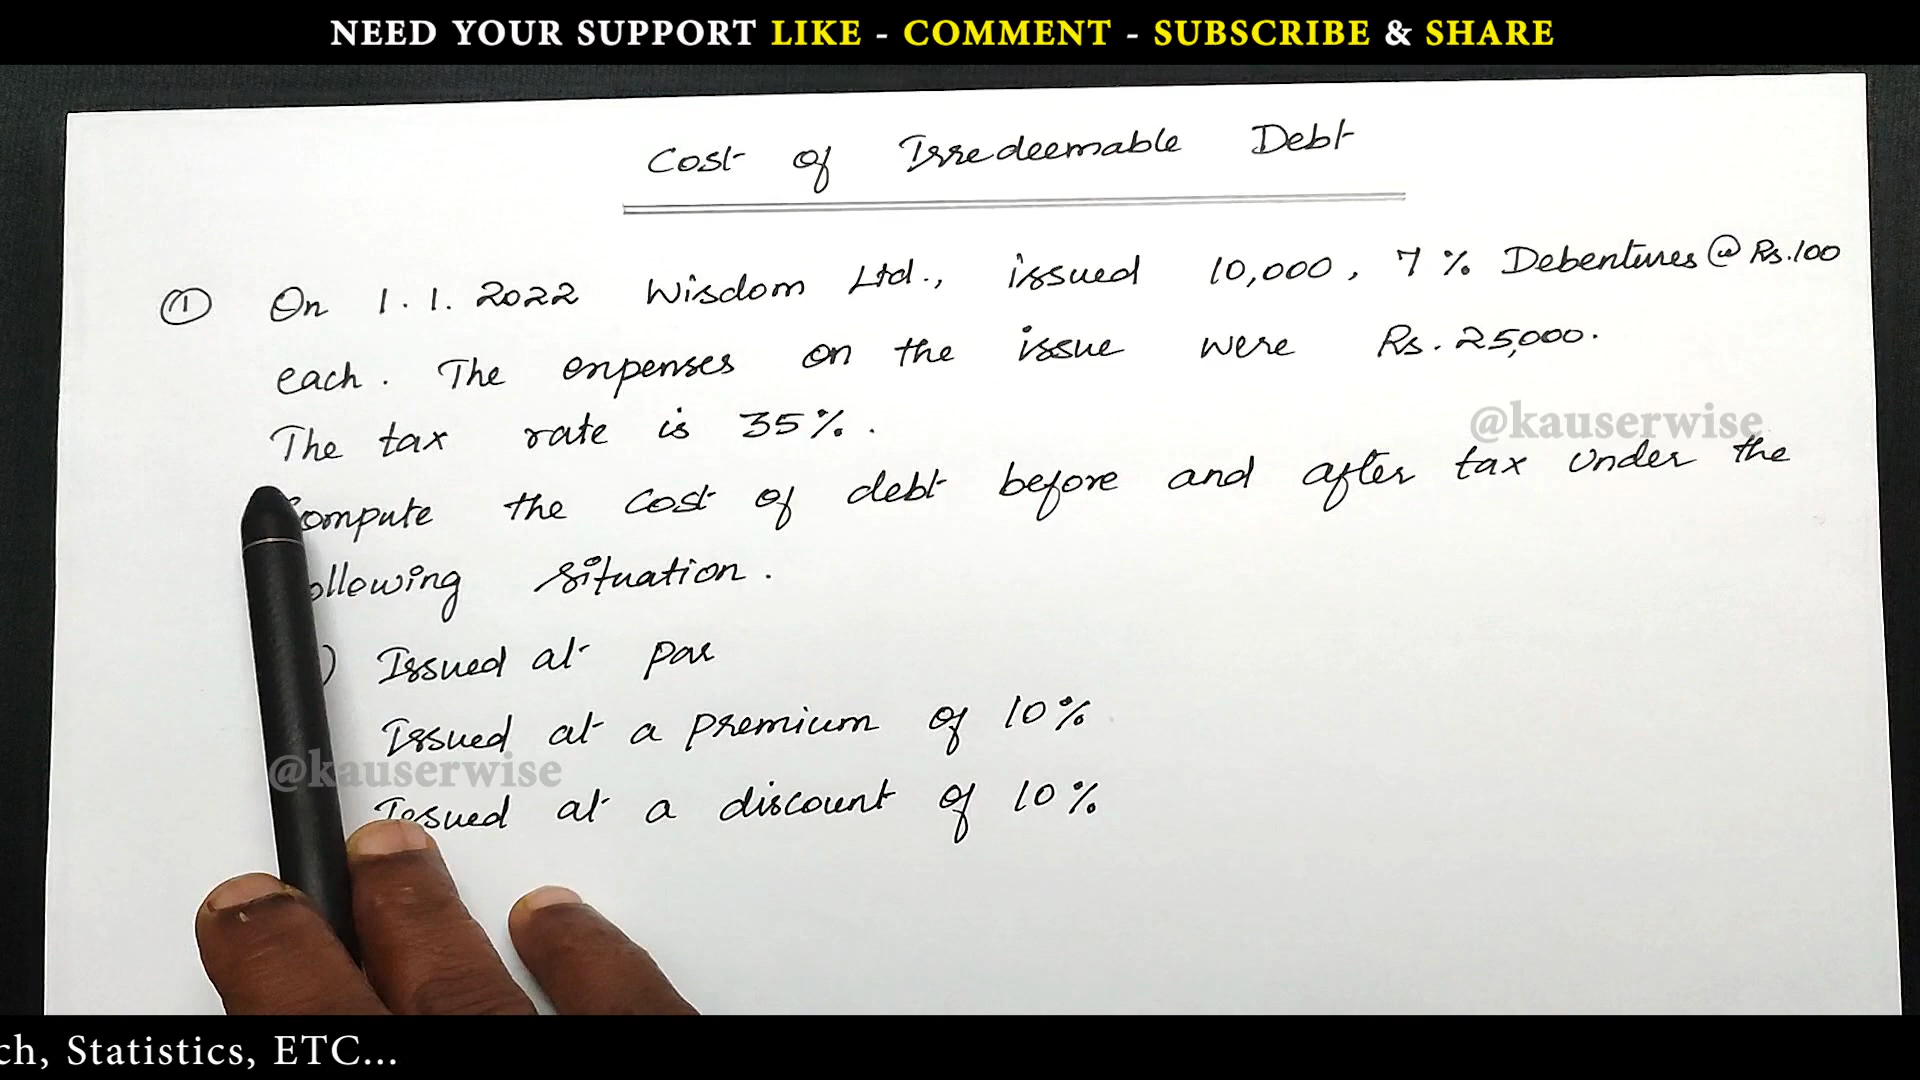 NEED YOUR SUPPORT LIKE - COMMENT - SUBSCRIBE & SHARE
Cost of Irredeemable Debt
① On 1.1.2022 Wisdom Ltd., issued 10,000, 7% Debentures @ Rs.100
each. The expenses on the issue were Rs. 25,000.
The tax rate is 35%.
@kauserwise
Compute the cost of debt before and after tax under the
following situation.
) Issued at par
Issued at a premium of 10%
@kauserwise
Issued at a discount of 10%
ch, Statistics, ETC...